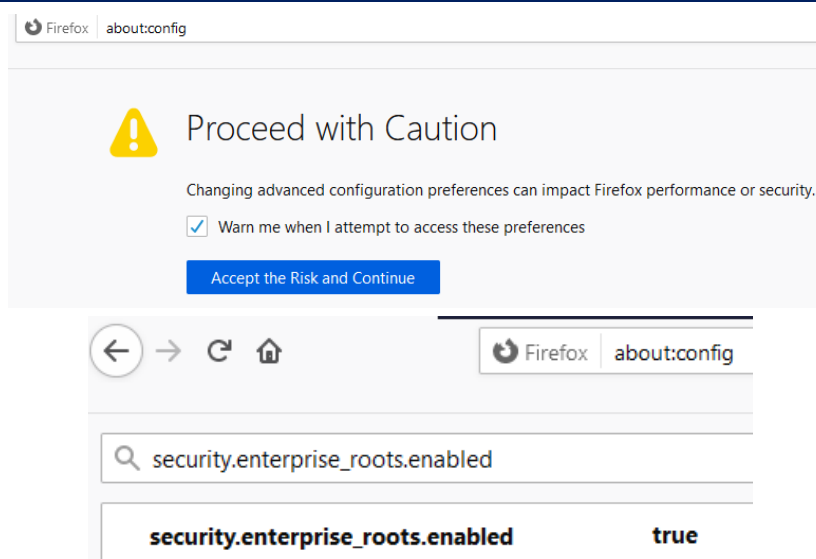 Firefox about:config
Proceed with Caution
Changing advanced configuration preferences can impact Firefox performance or security.
Warn me when I attempt to access these preferences
Accept the Risk and Continue
Firefox about:config
security.enterprise_roots.enabled
security.enterprise_roots.enabled true